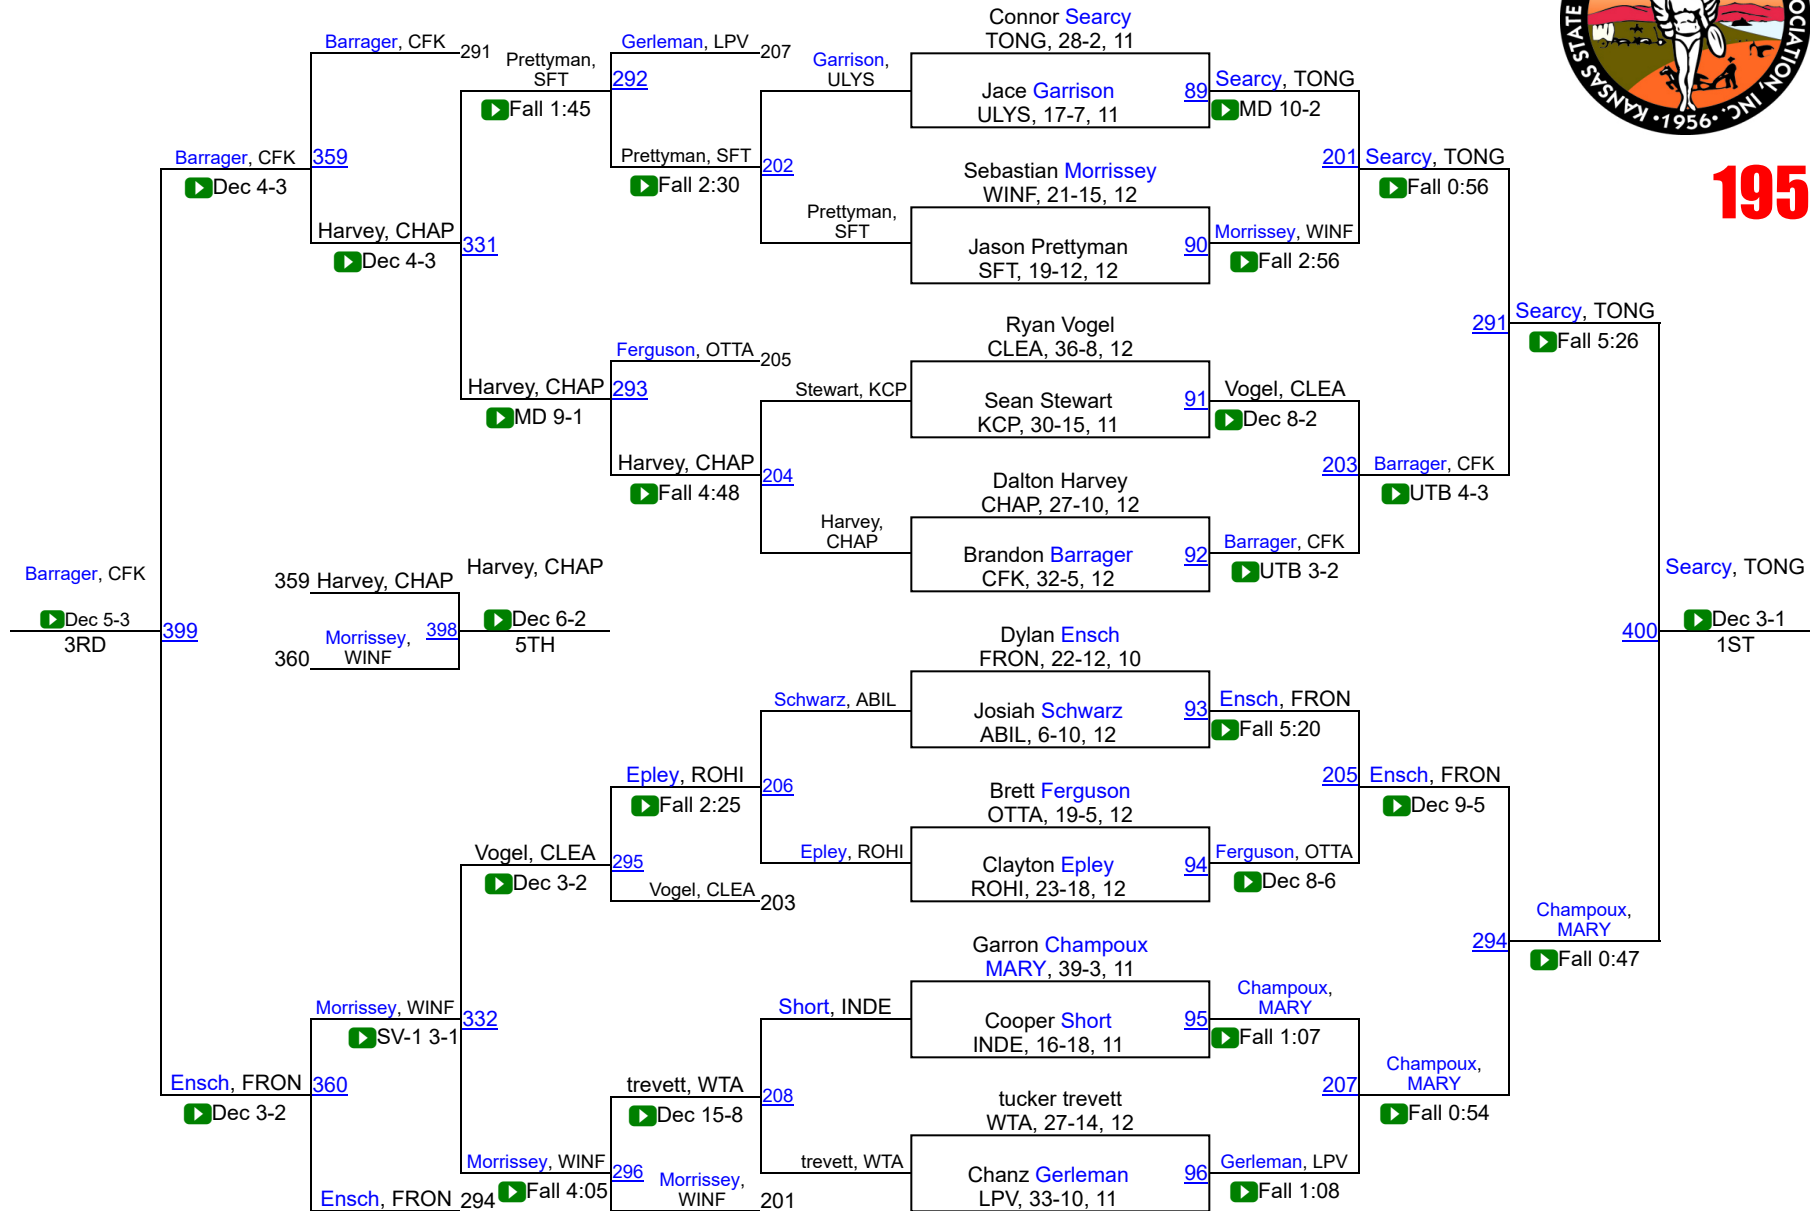 KANSAS STATE
OCIATION, INC.
•1956•
195
Barrager, CFK
291
Prettyman,
SFT
Fall 1:45
Gerleman, LPV
207
292
Prettyman, SFT
Fall 2:30
202
Garrison,
ULYS
Prettyman,
SFT
Connor Searcy
TONG, 28-2, 11
Jace Garrison
ULYS, 17-7, 11
89
Searcy, TONG
MD 10-2
Sebastian Morrissey
WINF, 21-15, 12
Jason Prettyman
SFT, 19-12, 12
90
Morrissey, WINF
Fall 2:56
201
Searcy, TONG
Fall 0:56
Barrager, CFK
Dec 4-3
359
Harvey, CHAP
Dec 4-3
331
Ferguson, OTTA
205
Harvey, CHAP
MD 9-1
293
Harvey, CHAP
Fall 4:48
204
Stewart, KCP
Harvey,
CHAP
Ryan Vogel
CLEA, 36-8, 12
Sean Stewart
KCP, 30-15, 11
91
Vogel, CLEA
Dec 8-2
Dalton Harvey
CHAP, 27-10, 12
Brandon Barrager
CFK, 32-5, 12
92
Barrager, CFK
UTB 3-2
203
Barrager, CFK
UTB 4-3
291
Searcy, TONG
Fall 5:26
Barrager, CFK
Dec 5-3
3RD
399
359
Harvey, CHAP
Morrissey,
WINF
360
398
Harvey, CHAP
Dec 6-2
5TH
400
Searcy, TONG
Dec 3-1
1ST
Dylan Ensch
FRON, 22-12, 10
Josiah Schwarz
ABIL, 6-10, 12
93
Ensch, FRON
Fall 5:20
Schwarz, ABIL
Epley, ROHI
Fall 2:25
206
Epley, ROHI
Brett Ferguson
OTTA, 19-5, 12
Clayton Epley
ROHI, 23-18, 12
94
Ferguson, OTTA
Dec 8-6
205
Ensch, FRON
Dec 9-5
Vogel, CLEA
Dec 3-2
295
Vogel, CLEA
203
294
Champoux,
MARY
Fall 0:47
Garron Champoux
MARY, 39-3, 11
Cooper Short
INDE, 16-18, 11
95
Champoux,
MARY
Fall 1:07
Morrissey, WINF
SV-1 3-1
332
Short, INDE
trevett, WTA
Dec 15-8
208
trevett, WTA
tucker trevett
WTA, 27-14, 12
Chanz Gerleman
LPV, 33-10, 11
96
Gerleman, LPV
Fall 1:08
207
Champoux,
MARY
Fall 0:54
Ensch, FRON
Dec 3-2
360
Ensch, FRON
294
Morrissey, WINF
Fall 4:05
296
Morrissey,
WINF
201